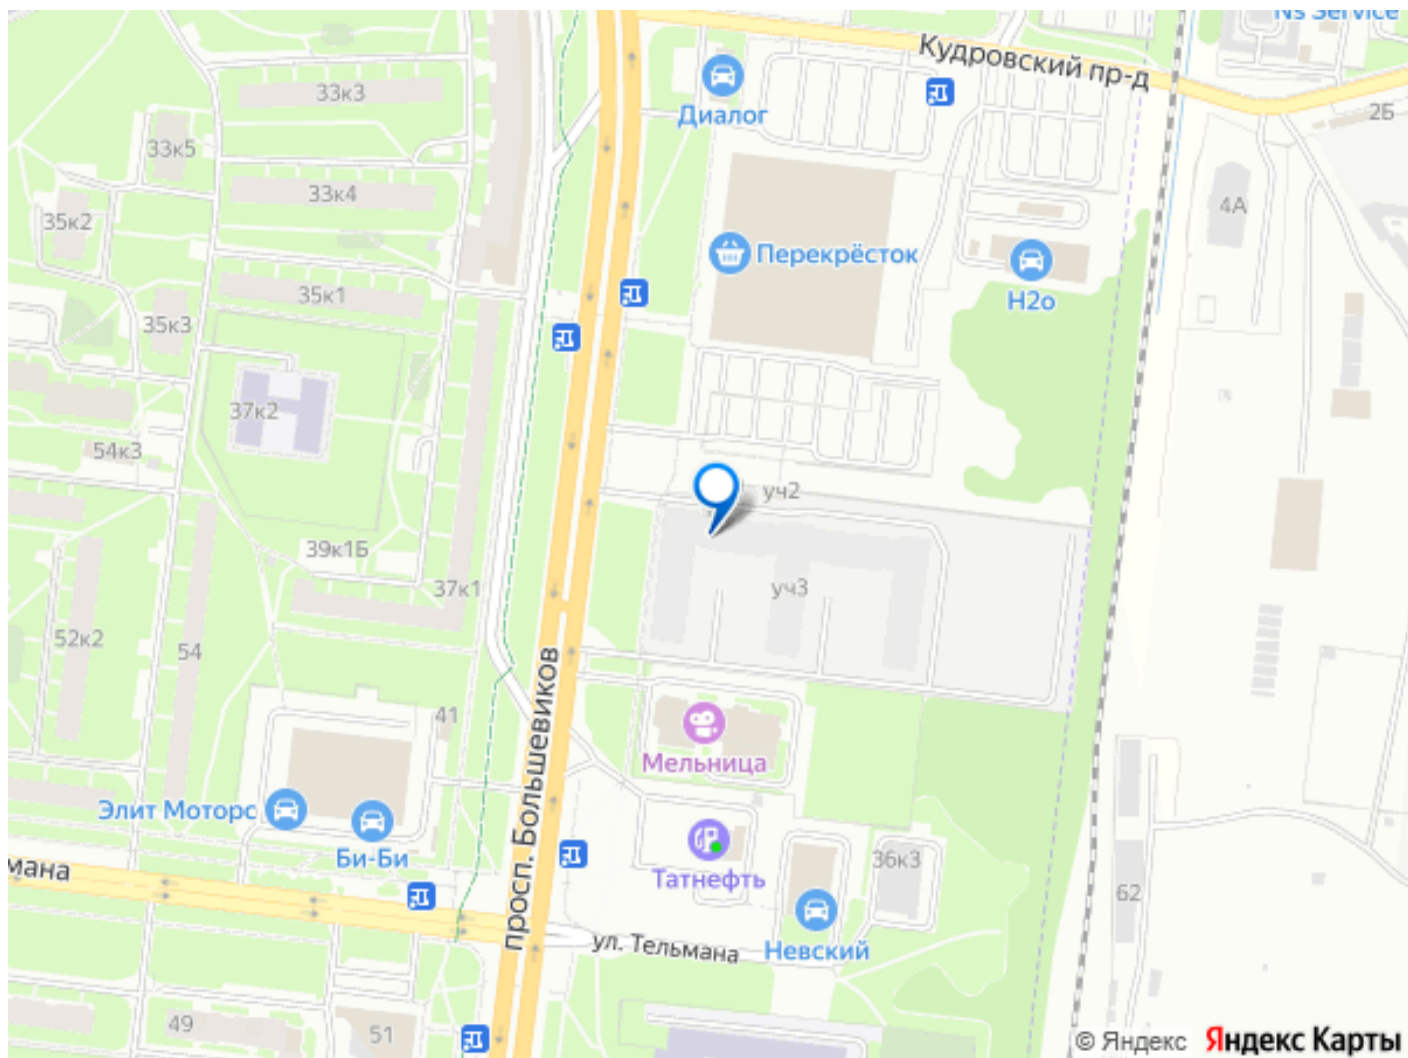 Ns Service
Кудровский пр-д
33к3
Диалог
2Б
33к5
33к4
4А
35к2
Перекрёсток
35к1
Н2о
35к3
37к2
54к3
уч2
39к1Б
37к1
уч3
52к2
54
просп. Большевиков
41
Мельница
Элит Моторс
Би-Би
Татнефть
36к3
мана
62
ул. Тельмана
Невский
49
51
© Яндекс
Яндекс Карты